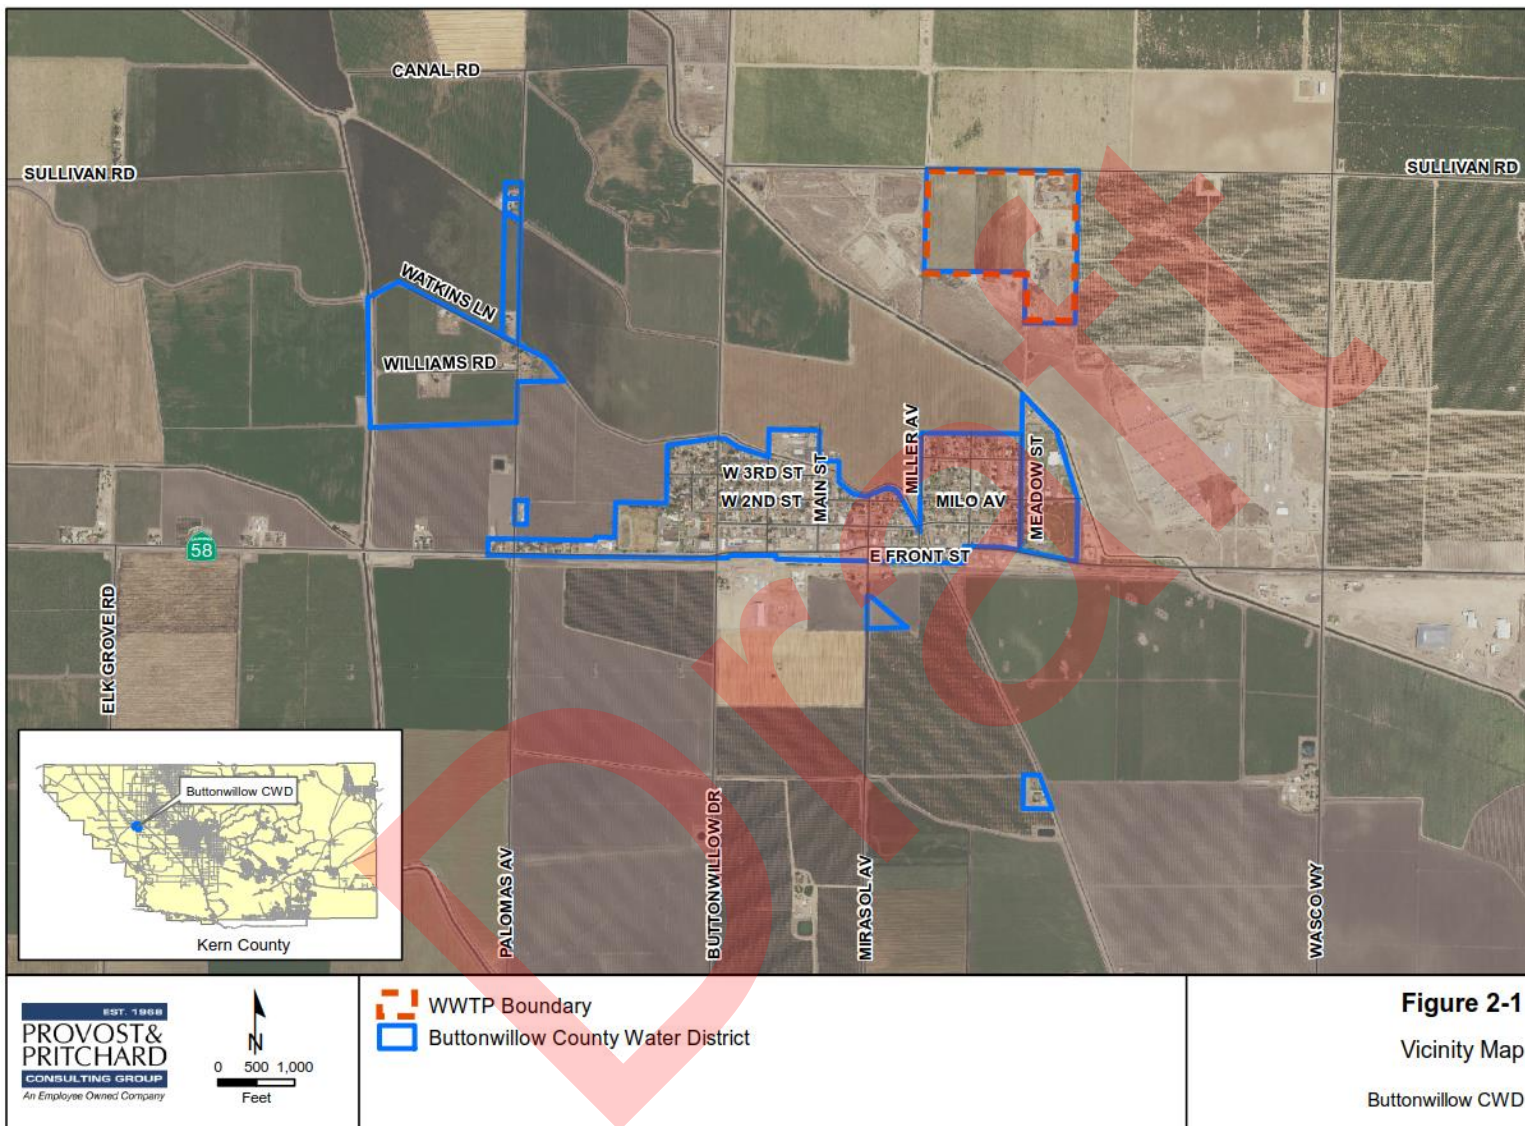 CANAL RD
SULLIVAN RD
SULLIVAN RD
WATKINS LN
WILLIAMS RD
W 3RD ST
W 2ND ST
MAIN ST
MILLER AV
MILO AV
MEADOW ST
E FRONT ST
58
ELK GROVE RD
PALOMAS AV
BUTTONWILLOW DR
MIRASOL AV
WASCO WY
Buttonwillow CWD
Kern County
Draft
EST. 1968
PROVOST&
PRITCHARD
CONSULTING GROUP
An Employee Owned Company
N
0 500 1,000
Feet
WWTP Boundary
Buttonwillow County Water District
Figure 2-1
Vicinity Map
Buttonwillow CWD